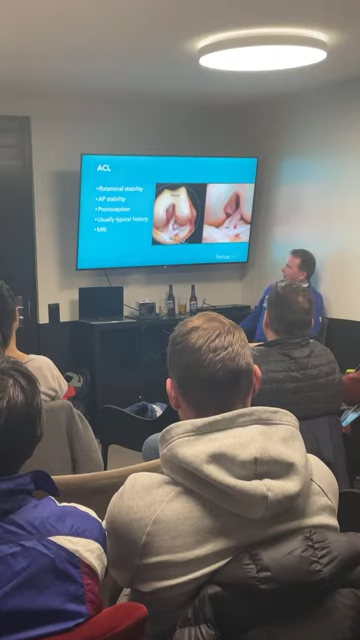 ACL
•Rotational stability
•AP stability
•Proprioception
•Usually typical history
•MRI